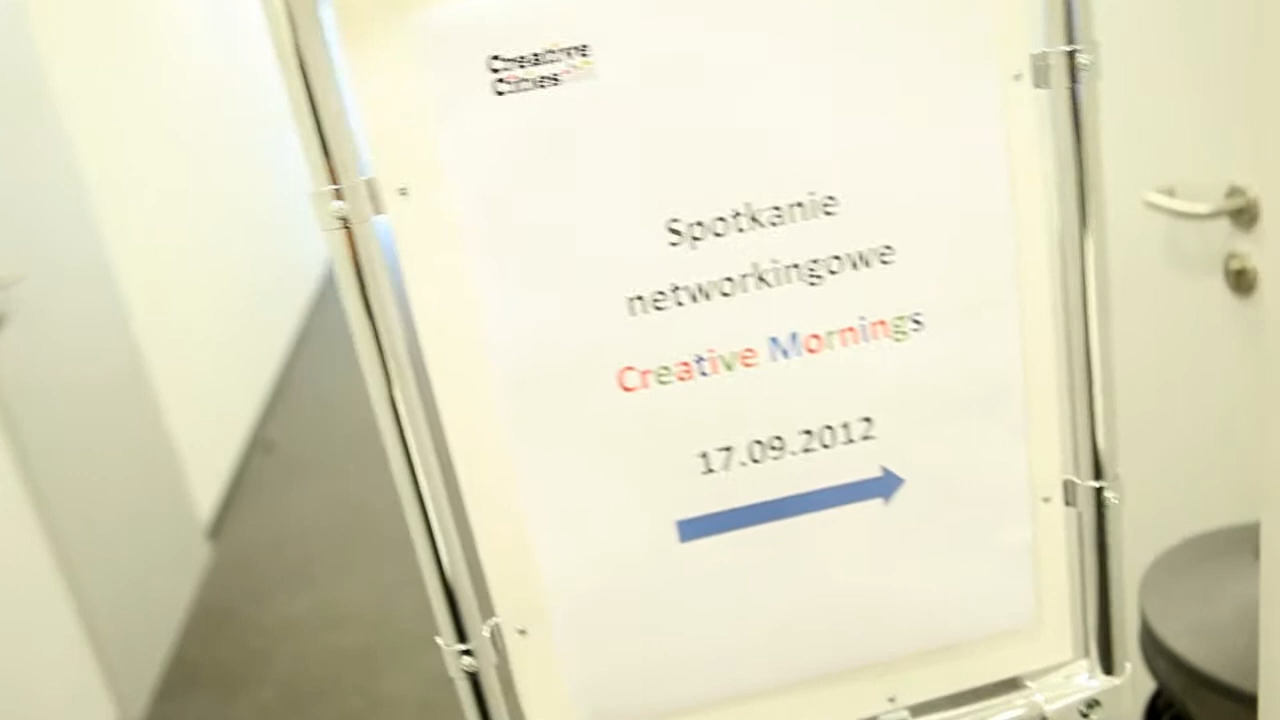 Creative
Cities
Spotkanie
networkingowe
Creative Mornings
17.09.2012